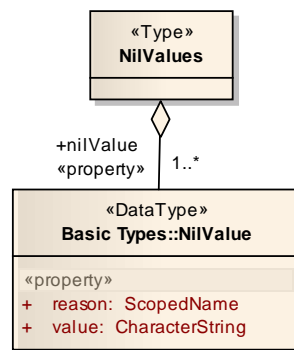 «Type»
NilValues
+nilValue
«property»
1..*
«DataType»
Basic Types::NilValue
«property»
+ reason: ScopedName
+ value: CharacterString